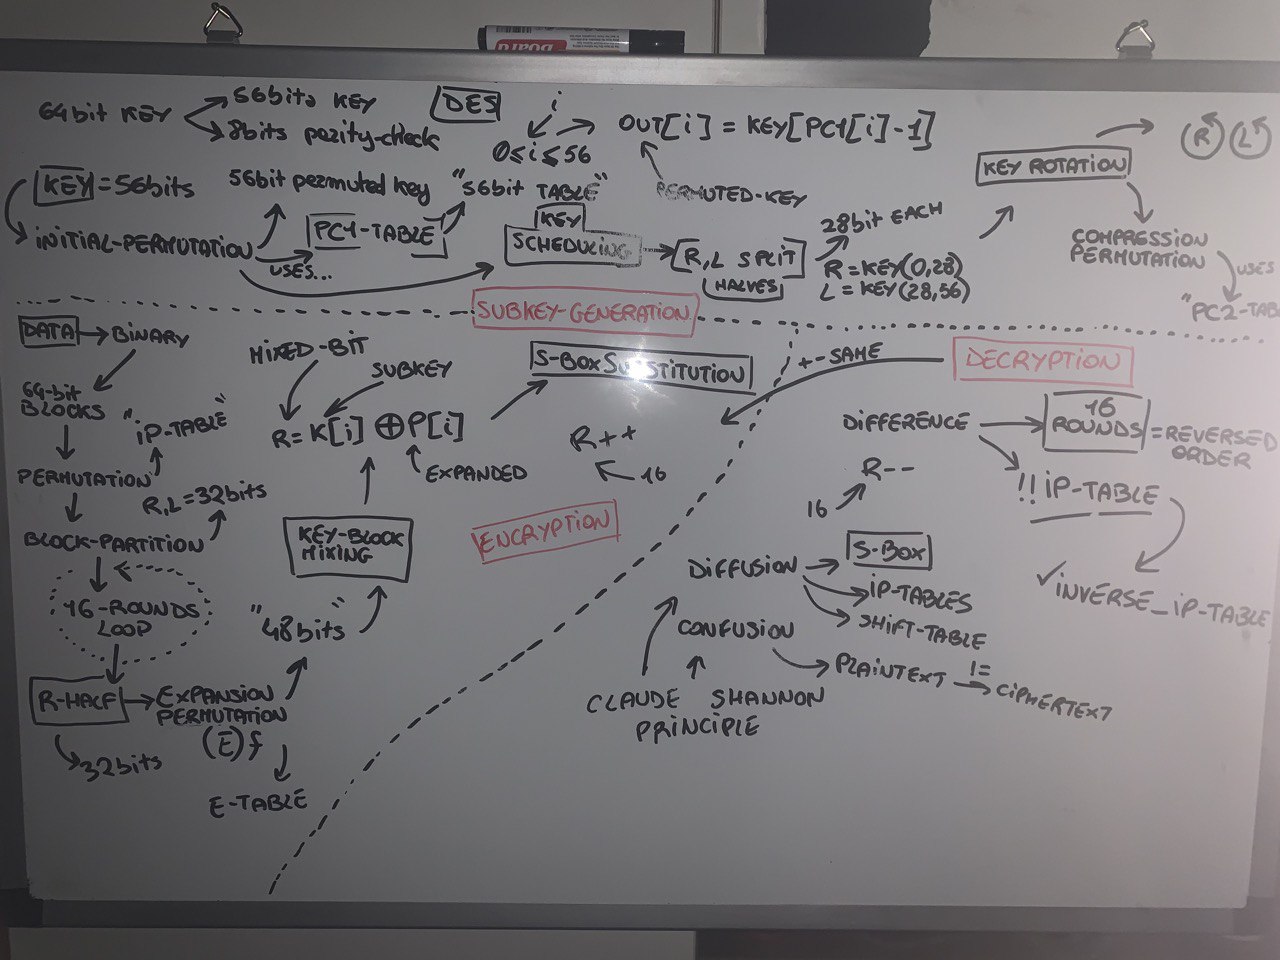 board
64bit KEY
56bits KEY
8bits parity-check
DES
i
0≤i≤56
OUT[i] = KEY[PC1[i]-1]
PERMUTED-KEY
KEY ROTATION
R L
KEY = 56bits
56bit permuted key
"56bit TABLE"
INITIAL-PERMUTATION
USES...
PC1-TABLE
KEY
SCHEDULING
R, L SPLIT
HALVES
28bit EACH
R = KEY(0,28)
L = KEY(28,56)
COMPRESSION
PERMUTATION
USES
"PC2-TAB
SUBKEY-GENERATION
DATA → BINARY
64-bit
BLOCKS
"iP-TABLE"
PERMUTATION
R, L = 32bits
BLOCK-PARTITION
16-ROUNDS
LOOP
R-HALF → EXPANSION
PERMUTATION
(E)f
32bits
E-TABLE
"48bits"
KEY-BLOCK
MIXING
MIXED-BIT
SUBKEY
R = K[i] ⊕ P[i]
EXPANDED
S-BOX SUBSTITUTION
R++
16
ENCRYPTION
+-SAME
DECRYPTION
DIFFERENCE
16
ROUNDS
= REVERSED
ORDER
R--
16
!! IP-TABLE
✓INVERSE_IP-TABLE
DIFFUSION
S-BOX
IP-TABLES
SHIFT-TABLE
CONFUSION
PLAINTEXT != CIPHERTEXT
CLAUDE SHANNON
PRINCIPLE